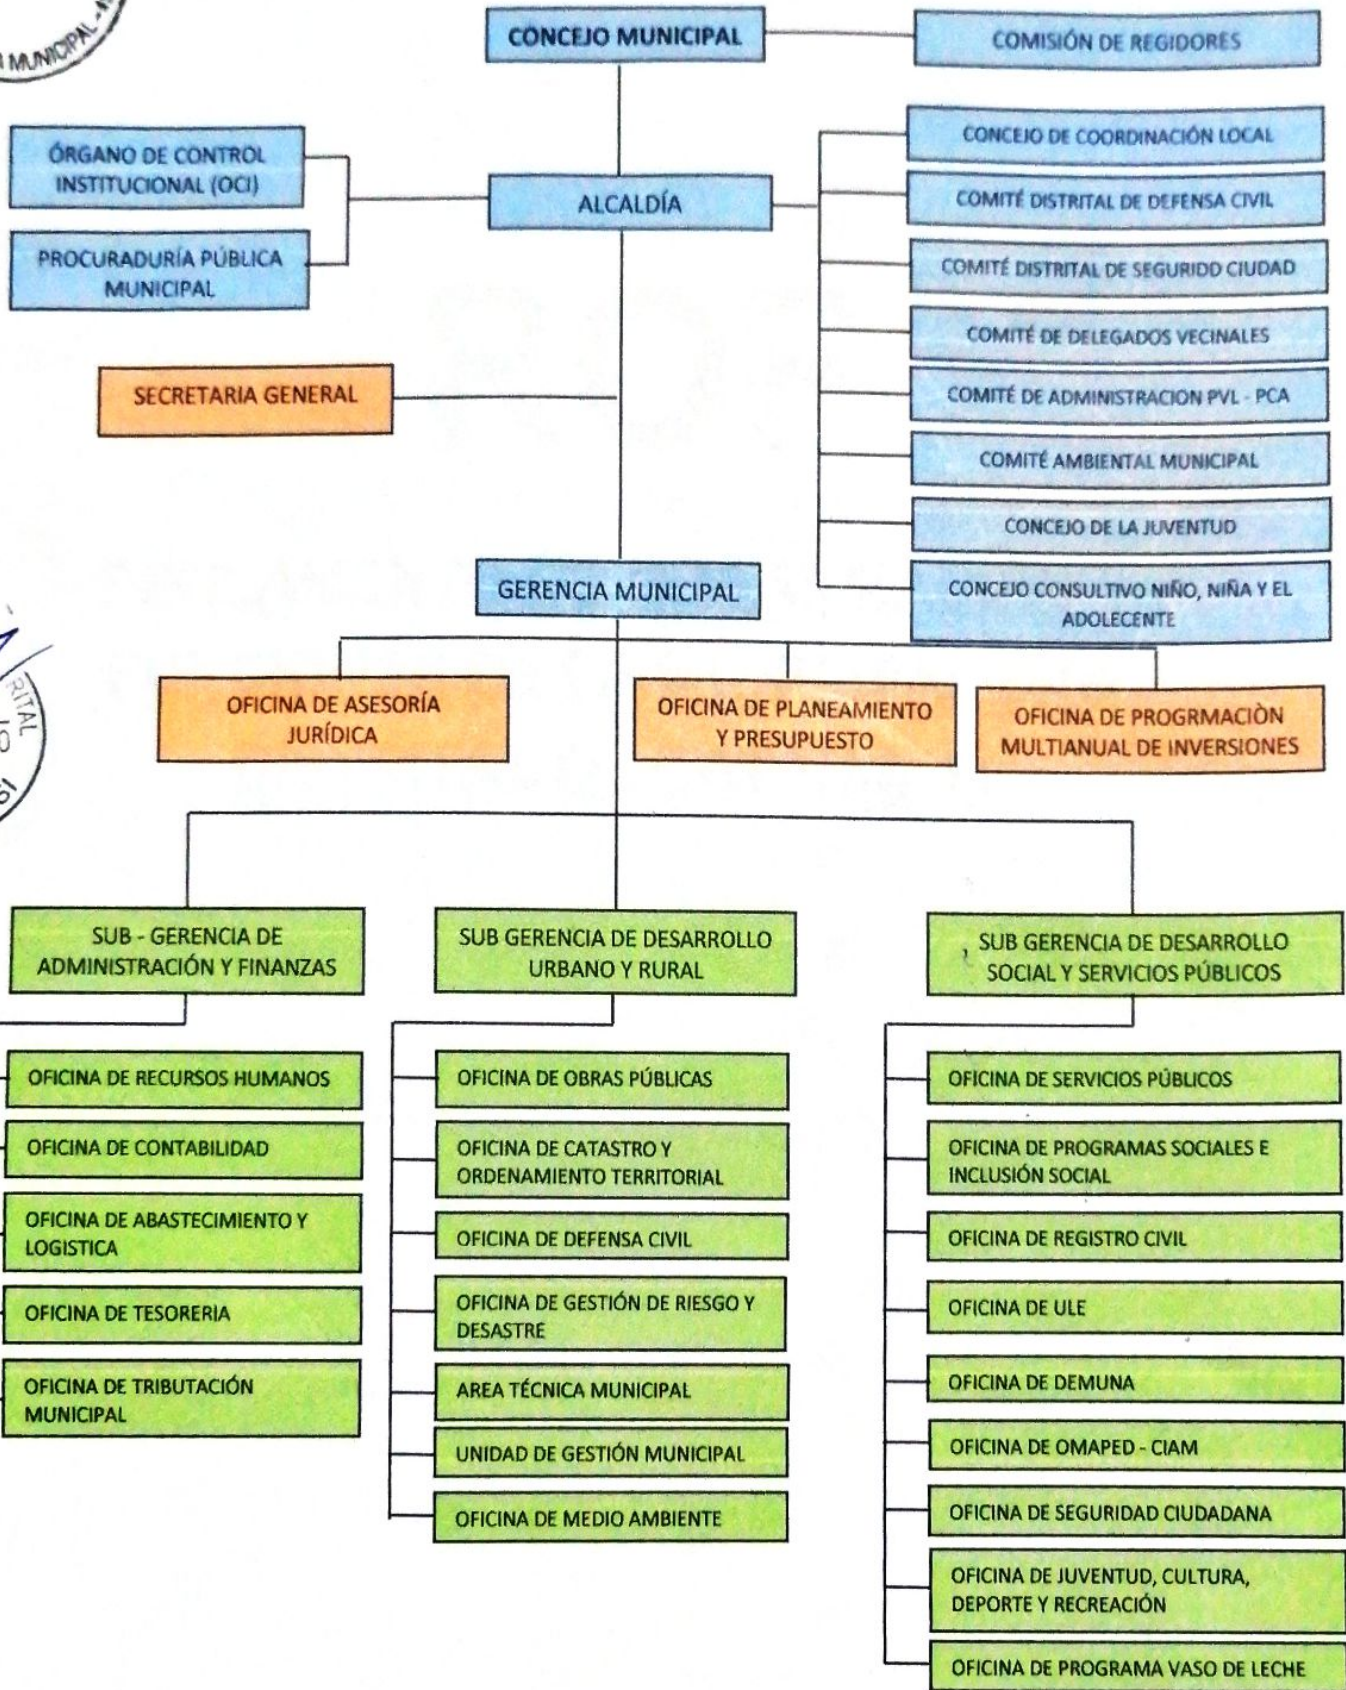 MUNICIPAL
CONCEJO MUNICIPAL
COMISIÓN DE REGIDORES
ÓRGANO DE CONTROL
INSTITUCIONAL (OCI)
PROCURADURÍA PÚBLICA
MUNICIPAL
ALCALDÍA
CONCEJO DE COORDINACIÓN LOCAL
COMITÉ DISTRITAL DE DEFENSA CIVIL
COMITÉ DISTRITAL DE SEGURIDD CIUDAD
COMITÉ DE DELEGADOS VECINALES
COMITÉ DE ADMINISTRACION PVL - PCA
COMITÉ AMBIENTAL MUNICIPAL
CONCEJO DE LA JUVENTUD
CONCEJO CONSULTIVO NIÑO, NIÑA Y EL
ADOLECENTE
SECRETARIA GENERAL
GERENCIA MUNICIPAL
RITAL
OFICINA DE ASESORÍA
JURÍDICA
OFICINA DE PLANEAMIENTO
Y PRESUPUESTO
OFICINA DE PROGRMACIÒN
MULTIANUAL DE INVERSIONES
SUB - GERENCIA DE
ADMINISTRACIÓN Y FINANZAS
OFICINA DE RECURSOS HUMANOS
OFICINA DE CONTABILIDAD
OFICINA DE ABASTECIMIENTO Y
LOGISTICA
OFICINA DE TESORERIA
OFICINA DE TRIBUTACIÓN
MUNICIPAL
SUB GERENCIA DE DESARROLLO
URBANO Y RURAL
OFICINA DE OBRAS PÚBLICAS
OFICINA DE CATASTRO Y
ORDENAMIENTO TERRITORIAL
OFICINA DE DEFENSA CIVIL
OFICINA DE GESTIÓN DE RIESGO Y
DESASTRE
AREA TÉCNICA MUNICIPAL
UNIDAD DE GESTIÓN MUNICIPAL
OFICINA DE MEDIO AMBIENTE
SUB GERENCIA DE DESARROLLO
SOCIAL Y SERVICIOS PÚBLICOS
OFICINA DE SERVICIOS PÚBLICOS
OFICINA DE PROGRAMAS SOCIALES E
INCLUSIÓN SOCIAL
OFICINA DE REGISTRO CIVIL
OFICINA DE ULE
OFICINA DE DEMUNA
OFICINA DE OMAPED - CIAM
OFICINA DE SEGURIDAD CIUDADANA
OFICINA DE JUVENTUD, CULTURA,
DEPORTE Y RECREACIÓN
OFICINA DE PROGRAMA VASO DE LECHE